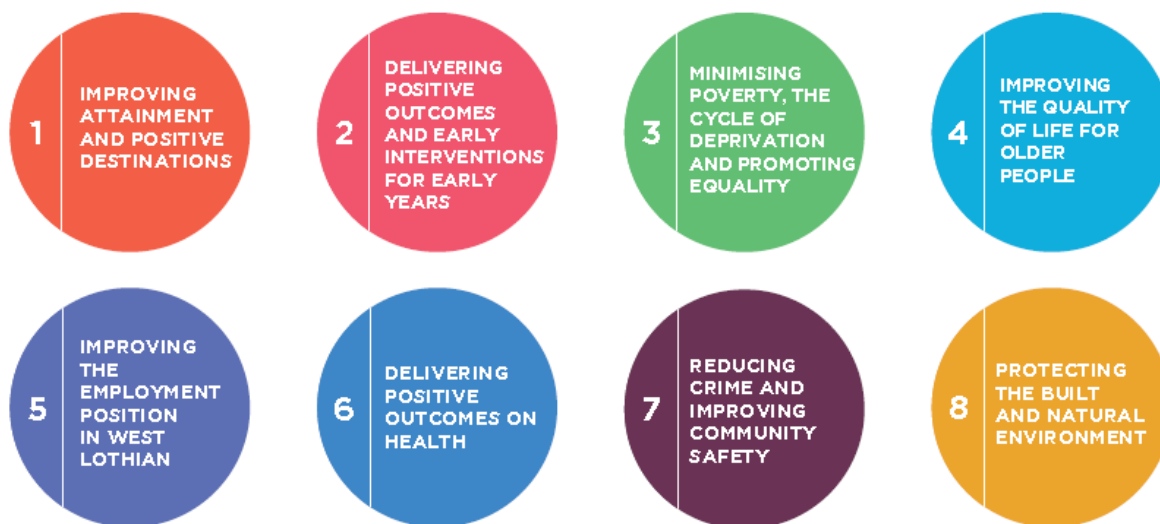 1
IMPROVING
ATTAINMENT
AND POSITIVE
DESTINATIONS
2
DELIVERING
POSITIVE
OUTCOMES
AND EARLY
INTERVENTIONS
FOR EARLY
YEARS
3
MINIMISING
POVERTY, THE
CYCLE OF
DEPRIVATION
AND PROMOTING
EQUALITY
4
IMPROVING
THE QUALITY
OF LIFE FOR
OLDER
PEOPLE
5
IMPROVING
THE
EMPLOYMENT
POSITION
IN WEST
LOTHIAN
6
DELIVERING
POSITIVE
OUTCOMES ON
HEALTH
7
REDUCING
CRIME AND
IMPROVING
COMMUNITY
SAFETY
8
PROTECTING
THE BUILT
AND NATURAL
ENVIRONMENT